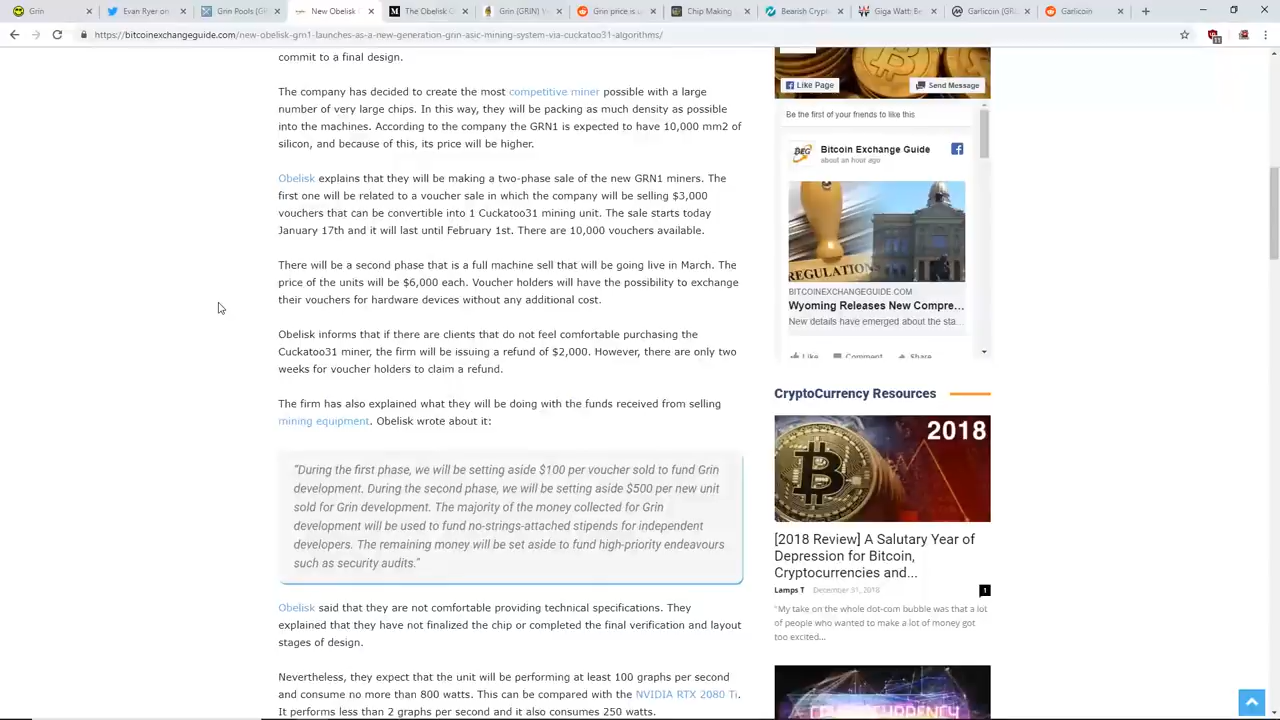 Grin
Evan Ryer on
Grin Pools (G
New G
The Obelisk G
Grin (GRIN)
Grin price is
Chip Making
Grin H
Garlicoin
https://bitcoinexchangeguide.com/new-obelisk-grn1-launches-as-a-new-generation-grin-asic-mining-system-via-cuckatoo31-algorithms/
11
commit to a final design.
The company is trying to build the most competitive miner possible with a large
number of very large chips. In this way, they will be packing as much density as possible
into the machines. According to the company the GRN1 is expected to have 10,000 mm2 of
silicon, and because of this, its price will be higher.
Obelisk explains that they will be making a two-phase sale of the new GRN1 miners. The
first one will be related to a voucher sale in which the company will be selling $3,000
vouchers that can be convertible into 1 Cuckatoo31 mining unit. The sale starts today
January 17th and it will last until February 1st. There are 10,000 vouchers available.
There will be a second phase that is a full machine sell that will be going live in March. The
price of the units will be $6,000 each. Voucher holders will have the possibility to exchange
their vouchers for hardware devices without any additional cost.
Obelisk informs that if there are clients that do not feel comfortable purchasing the
Cuckatoo31 miner, the firm will be issuing a refund of $2,000. However, there are only two
weeks for voucher holders to claim a refund.
The firm has also explained what they will be doing with the funds received from selling
mining equipment. Obelisk wrote about it:
“During the first phase, we will be setting aside $100 per voucher sold to fund Grin
development. During the second phase, we will be setting aside $500 per new unit
sold for Grin development. The majority of the money collected for Grin
development will be used to fund no-strings-attached stipends for independent
developers. The remaining money will be set aside to fund high-priority endeavours
such as security audits.”
Obelisk said that they are not comfortable providing technical specifications. They
explained that they have not finalized the chip or completed the final verification and layout
stages of design.
Nevertheless, they expect that the unit will be performing at least 100 graphs per second
and consume no more than 800 watts. This can be compared with the NVIDIA RTX 2080 Ti.
It performs less than 2 graphs per second and it also consumes 250 watts.
Like Page
Send Message
Be the first of your friends to like this
BEG
Bitcoin Exchange Guide
about an hour ago
REGULATION
BITCOINEXCHANGEGUIDE.COM
Wyoming Releases New Compre...
New details have emerged about the sta...
Like
Comment
Share
CryptoCurrency Resources
2018
[2018 Review] A Salutary Year of
Depression for Bitcoin,
Cryptocurrencies and...
Lamps T
December 31, 2018
1
"My take on the whole dot-com bubble was that a lot
of people who wanted to make a lot of money got
too excited...